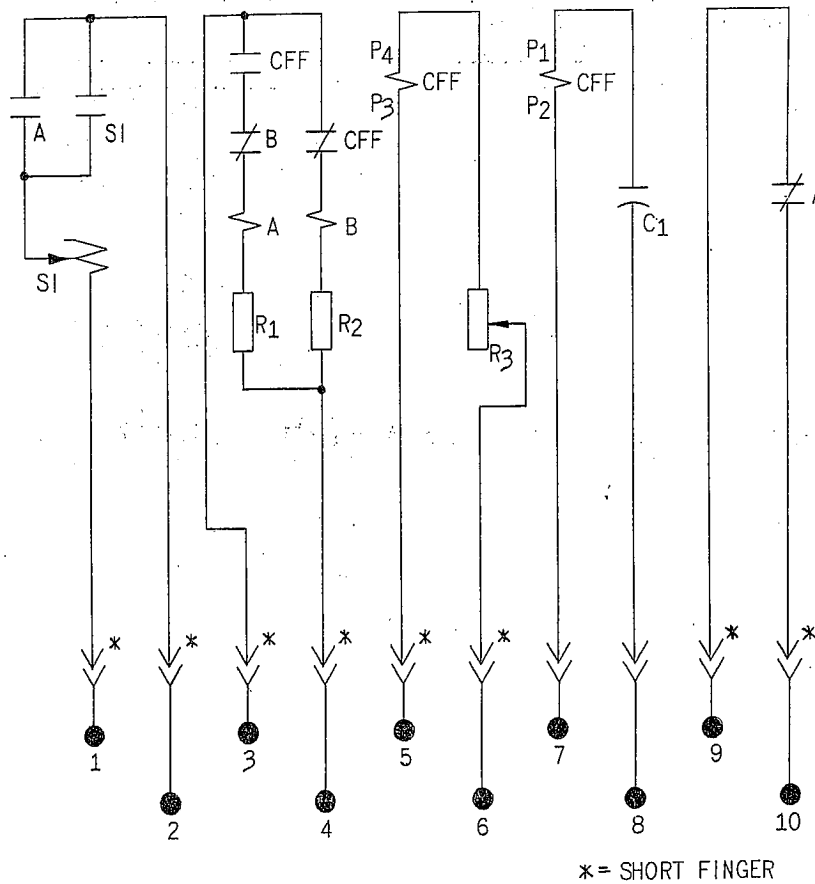 P4 CFF P1 CFF
CFF P3 P2
A SI B CFF
A B C1
SI
R1 R2 R3
* * * * * * * *
1 3 5 7 9
2 4 6 8 10
* = SHORT FINGER